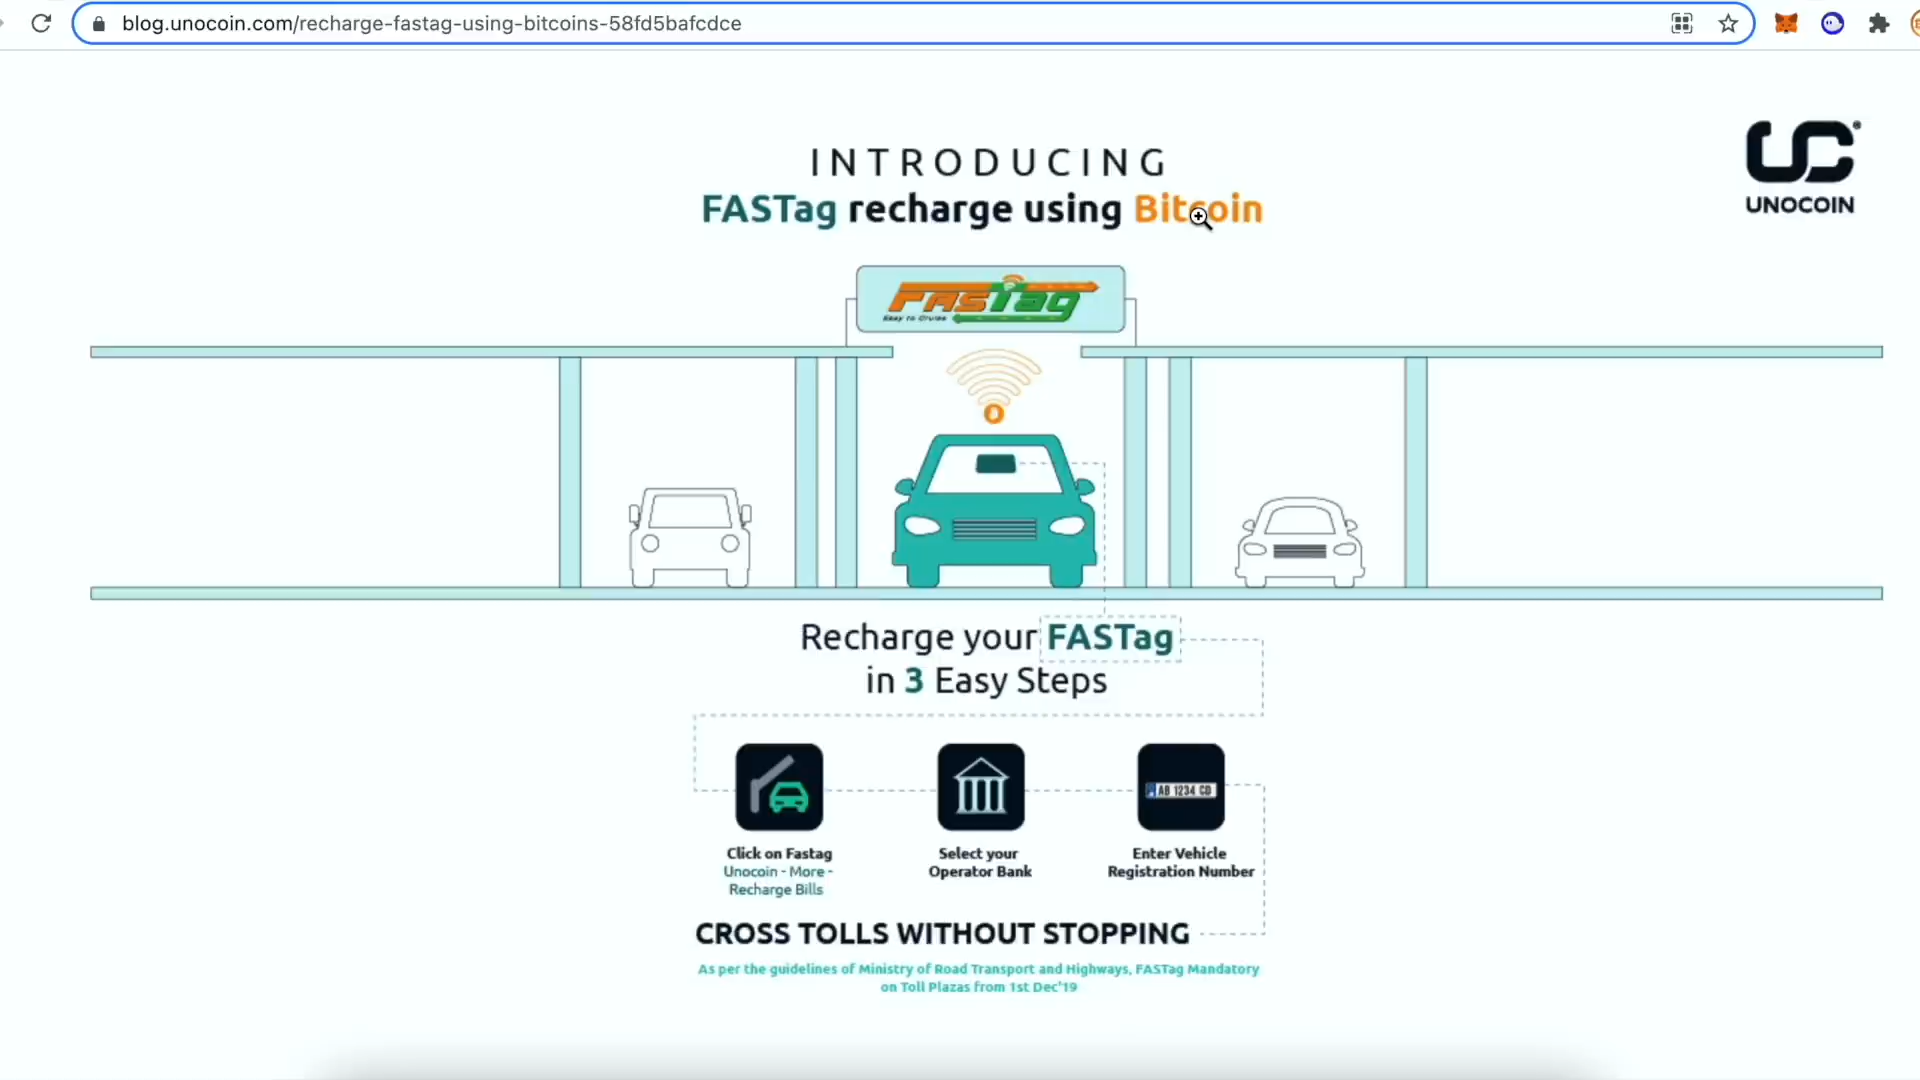 blog.unocoin.com/recharge-fastag-using-bitcoins-58fd5bafcdce
INTRODUCING
FASTag recharge using Bitcoin
UNOCOIN
FASTag
Easy to Cruise
Recharge your FASTag
in 3 Easy Steps
AB 1234 CD
Click on Fastag
Unocoin - More -
Recharge Bills
Select your
Operator Bank
Enter Vehicle
Registration Number
CROSS TOLLS WITHOUT STOPPING
As per the guidelines of Ministry of Road Transport and Highways, FASTag Mandatory
on Toll Plazas from 1st Dec'19